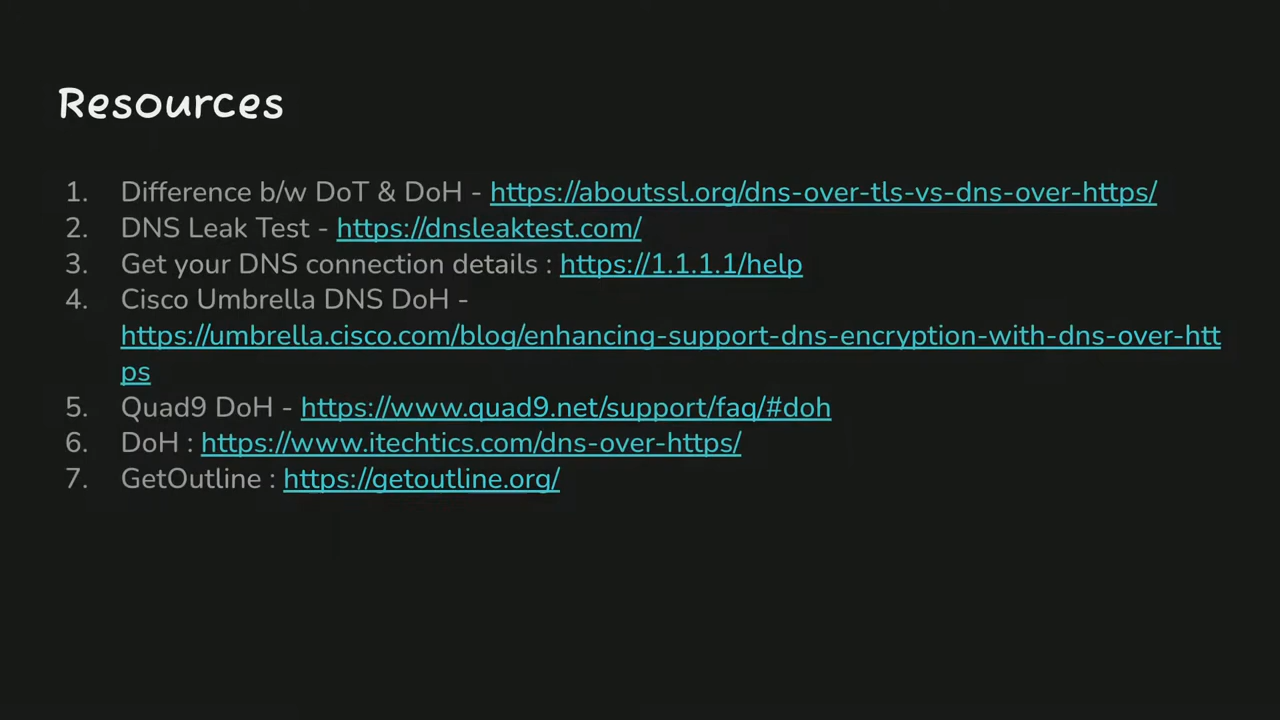 Resources
1. Difference b/w DoT & DoH - https://aboutssl.org/dns-over-tls-vs-dns-over-https/
2. DNS Leak Test - https://dnsleaktest.com/
3. Get your DNS connection details : https://1.1.1.1/help
4. Cisco Umbrella DNS DoH -
https://umbrella.cisco.com/blog/enhancing-support-dns-encryption-with-dns-over-htt
ps
5. Quad9 DoH - https://www.quad9.net/support/faq/#doh
6. DoH : https://www.itechtics.com/dns-over-https/
7. GetOutline : https://getoutline.org/